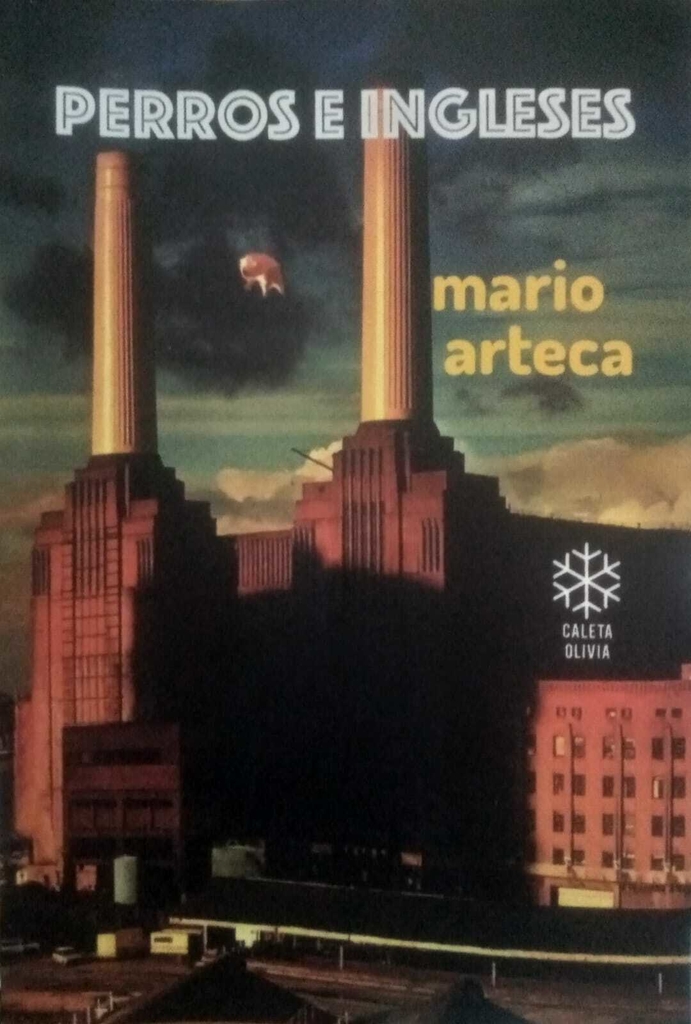 PERROS E INGLESES
mario
arteca
CALETA
OLIVIA